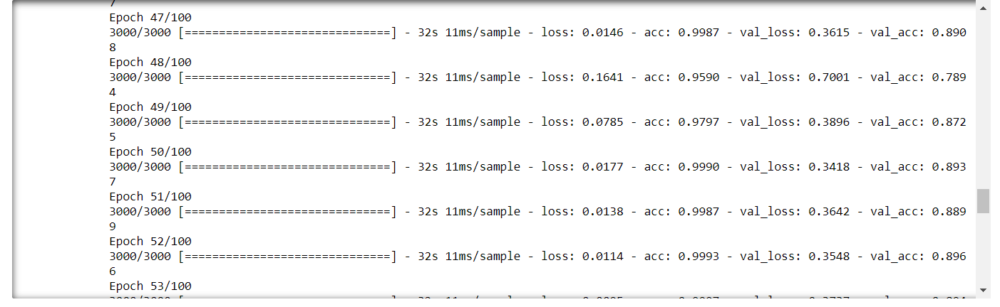 7
Epoch 47/100
3000/3000 [==============================] - 32s 11ms/sample - loss: 0.0146 - acc: 0.9987 - val_loss: 0.3615 - val_acc: 0.890
8
Epoch 48/100
3000/3000 [==============================] - 32s 11ms/sample - loss: 0.1641 - acc: 0.9590 - val_loss: 0.7001 - val_acc: 0.789
4
Epoch 49/100
3000/3000 [==============================] - 32s 11ms/sample - loss: 0.0785 - acc: 0.9797 - val_loss: 0.3896 - val_acc: 0.872
5
Epoch 50/100
3000/3000 [==============================] - 32s 11ms/sample - loss: 0.0177 - acc: 0.9990 - val_loss: 0.3418 - val_acc: 0.893
7
Epoch 51/100
3000/3000 [==============================] - 32s 11ms/sample - loss: 0.0138 - acc: 0.9987 - val_loss: 0.3642 - val_acc: 0.889
9
Epoch 52/100
3000/3000 [==============================] - 32s 11ms/sample - loss: 0.0114 - acc: 0.9993 - val_loss: 0.3548 - val_acc: 0.896
6
Epoch 53/100